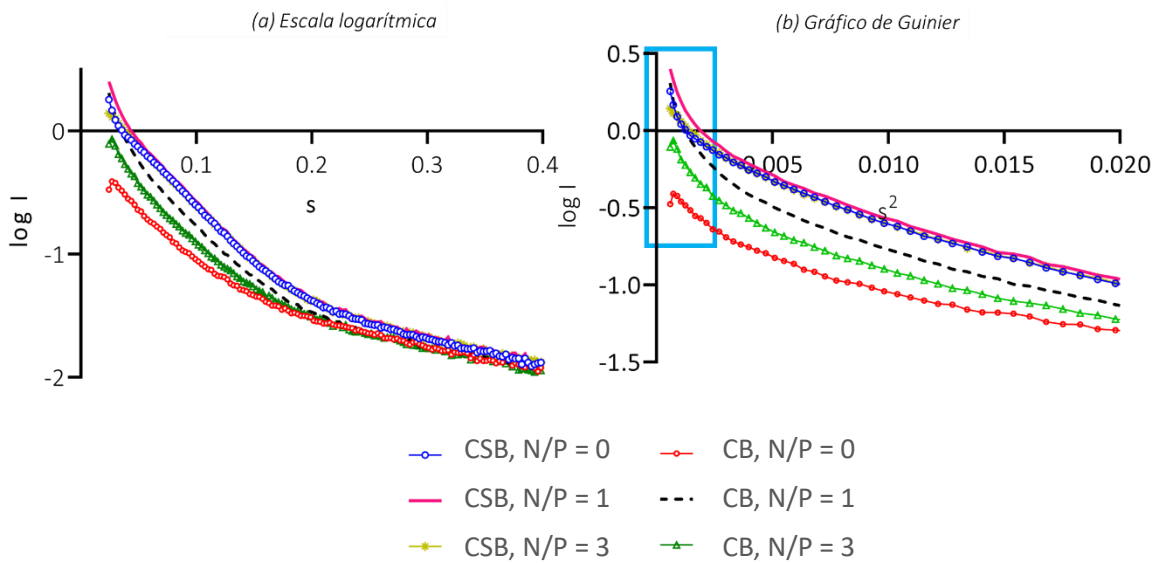 (a) Escala logarítmica
(b) Gráfico de Guinier
0
-1
-2
0.1
0.2
0.3
0.4
s
log I
0.5
0.0
-0.5
-1.0
-1.5
0.005
0.010
0.015
0.020
s²
log I
CSB, N/P = 0
CB, N/P = 0
CSB, N/P = 1
CB, N/P = 1
CSB, N/P = 3
CB, N/P = 3